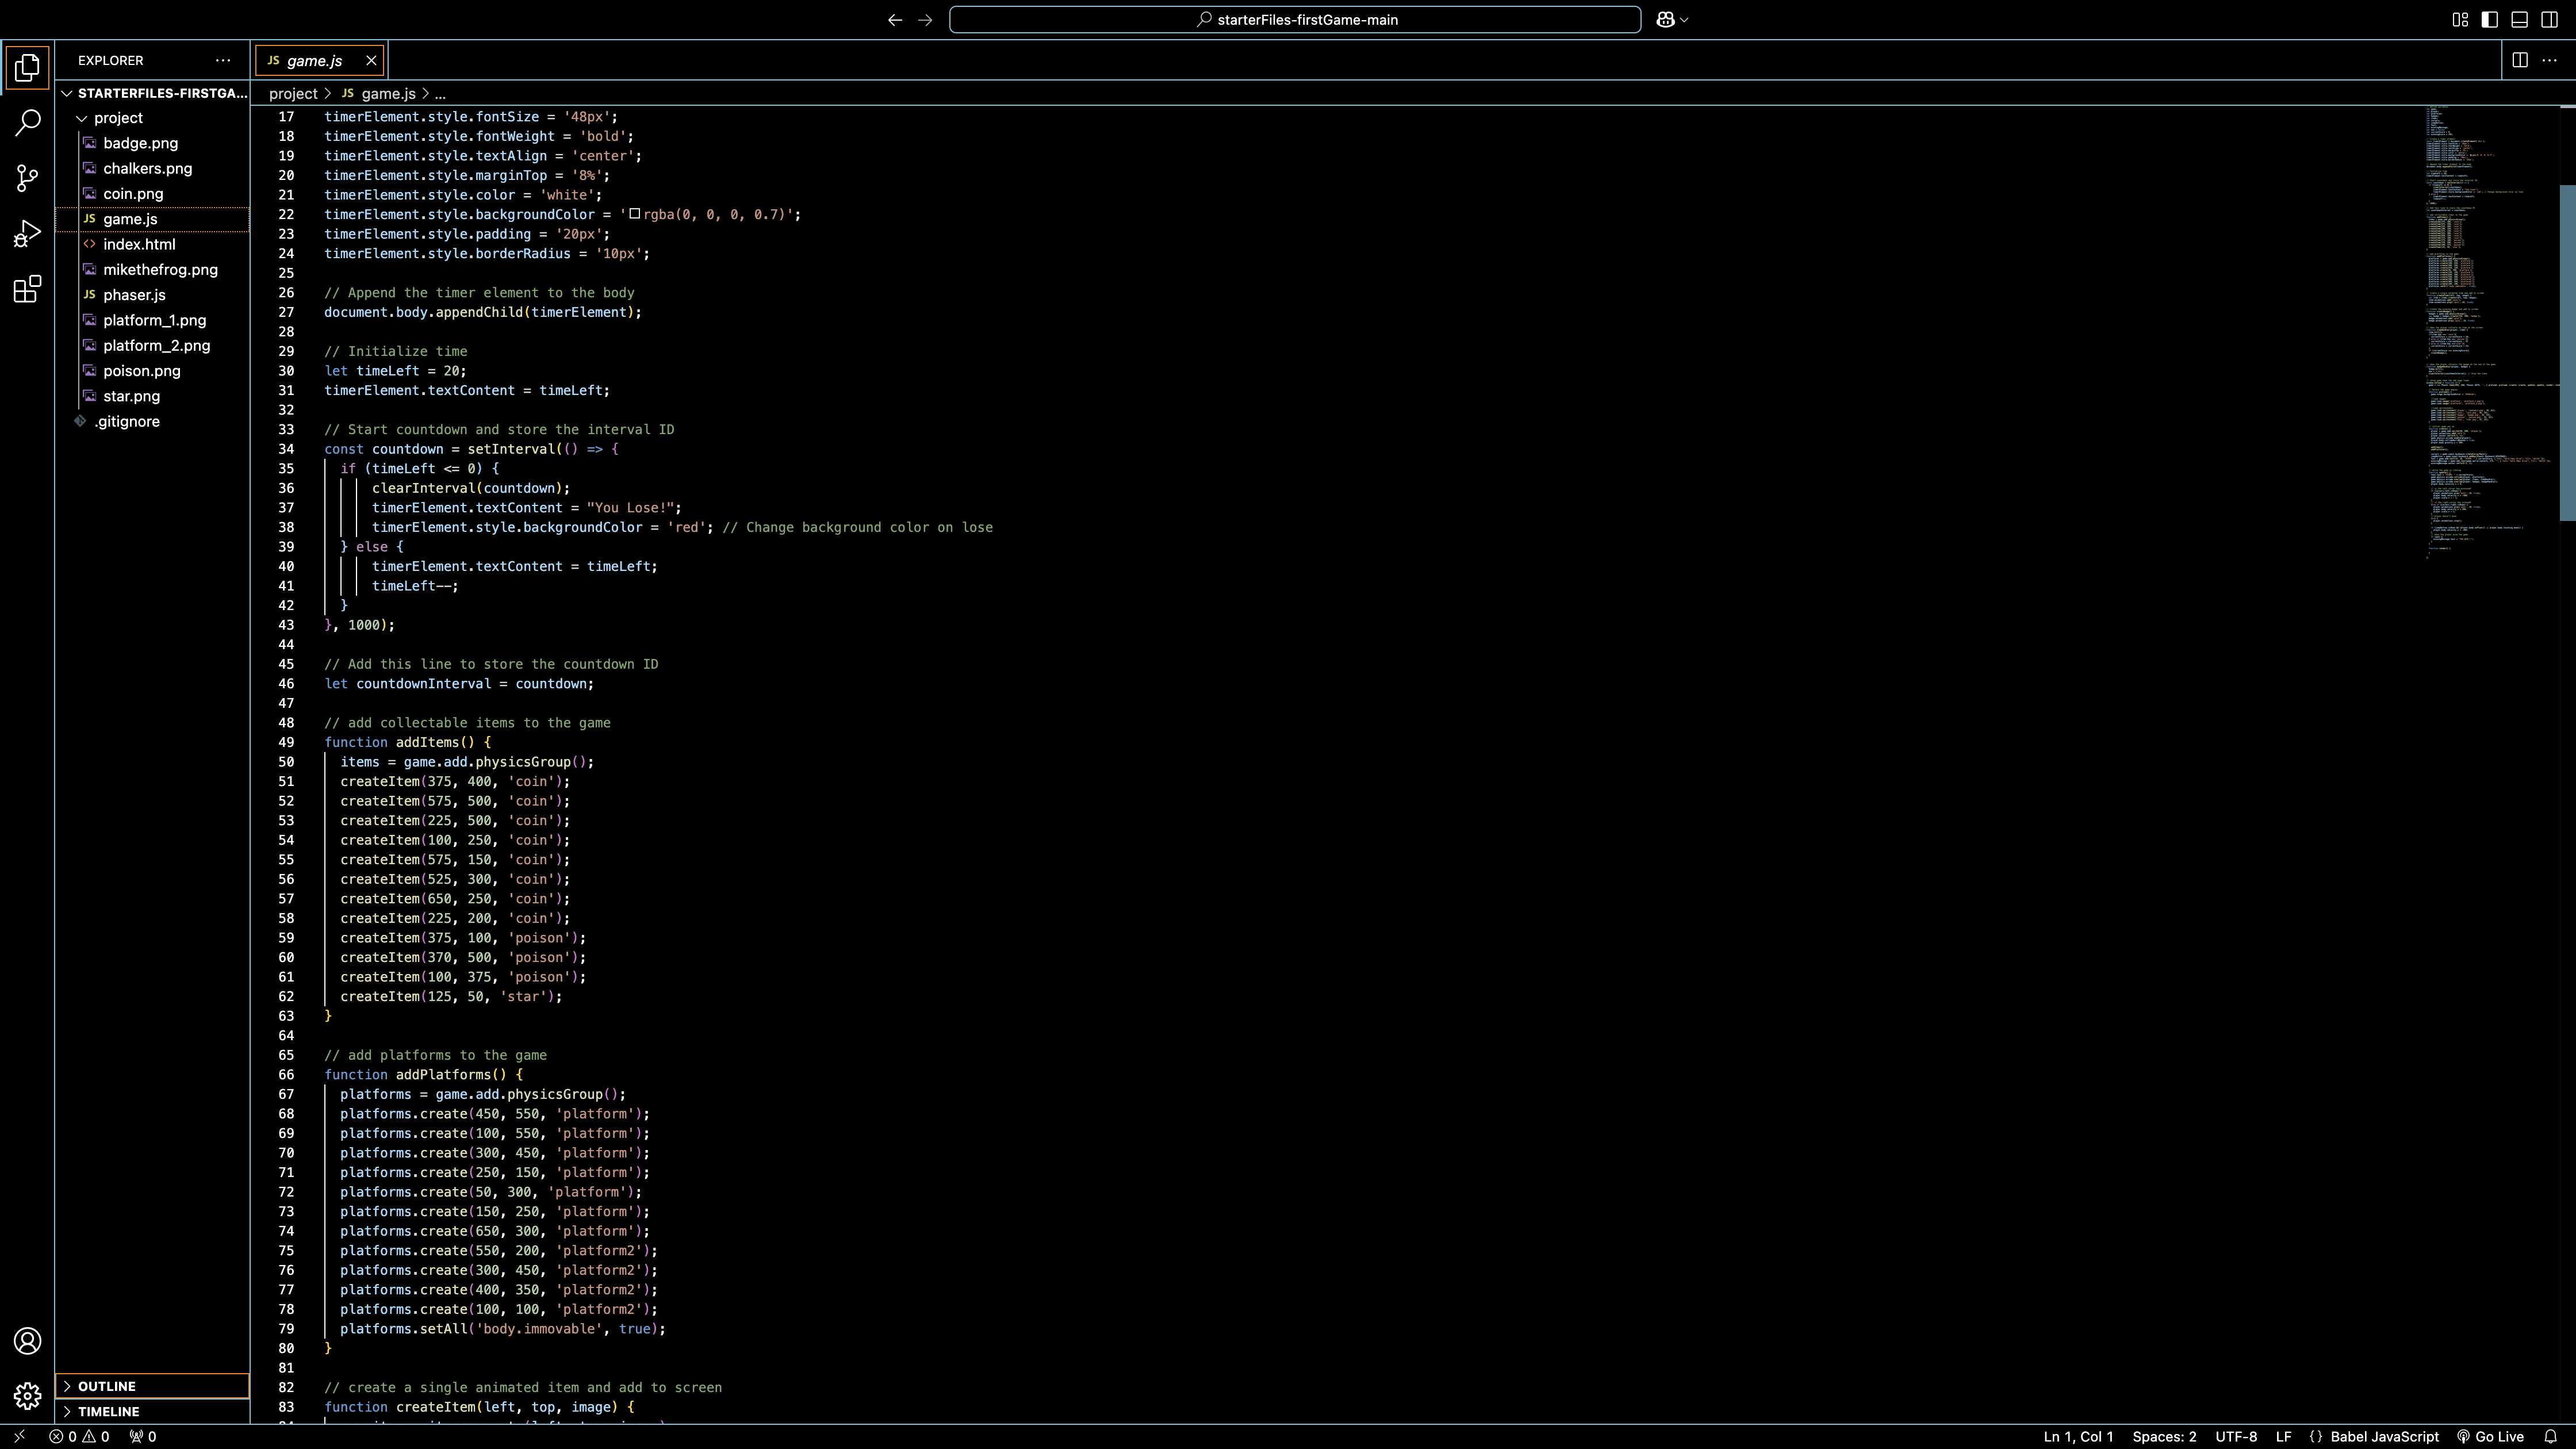 starterFiles-firstGame-main
EXPLORER
JS game.js
STARTERFILES-FIRSTGA...
project > JS game.js > ...
project
badge.png
chalkers.png
coin.png
JS game.js
<> index.html
mikethefrog.png
JS phaser.js
platform_1.png
platform_2.png
poison.png
star.png
.gitignore
OUTLINE
TIMELINE
17 timerElement.style.fontSize = '48px';
18 timerElement.style.fontWeight = 'bold';
19 timerElement.style.textAlign = 'center';
20 timerElement.style.marginTop = '8%';
21 timerElement.style.color = 'white';
22 timerElement.style.backgroundColor = 'rgba(0, 0, 0, 0.7)';
23 timerElement.style.padding = '20px';
24 timerElement.style.borderRadius = '10px';
25
26 // Append the timer element to the body
27 document.body.appendChild(timerElement);
28
29 // Initialize time
30 let timeLeft = 20;
31 timerElement.textContent = timeLeft;
32
33 // Start countdown and store the interval ID
34 const countdown = setInterval(() => {
35 if (timeLeft <= 0) {
36 clearInterval(countdown);
37 timerElement.textContent = "You Lose!";
38 timerElement.style.backgroundColor = 'red'; // Change background color on lose
39 } else {
40 timerElement.textContent = timeLeft;
41 timeLeft--;
42 }
43 }, 1000);
44
45 // Add this line to store the countdown ID
46 let countdownInterval = countdown;
47
48 // add collectable items to the game
49 function addItems() {
50 items = game.add.physicsGroup();
51 createItem(375, 400, 'coin');
52 createItem(575, 500, 'coin');
53 createItem(225, 500, 'coin');
54 createItem(100, 250, 'coin');
55 createItem(575, 150, 'coin');
56 createItem(525, 300, 'coin');
57 createItem(650, 250, 'coin');
58 createItem(225, 200, 'coin');
59 createItem(375, 100, 'poison');
60 createItem(370, 500, 'poison');
61 createItem(100, 375, 'poison');
62 createItem(125, 50, 'star');
63 }
64
65 // add platforms to the game
66 function addPlatforms() {
67 platforms = game.add.physicsGroup();
68 platforms.create(450, 550, 'platform');
69 platforms.create(100, 550, 'platform');
70 platforms.create(300, 450, 'platform');
71 platforms.create(250, 150, 'platform');
72 platforms.create(50, 300, 'platform');
73 platforms.create(150, 250, 'platform');
74 platforms.create(650, 300, 'platform');
75 platforms.create(550, 200, 'platform2');
76 platforms.create(300, 450, 'platform2');
77 platforms.create(400, 350, 'platform2');
78 platforms.create(100, 100, 'platform2');
79 platforms.setAll('body.immovable', true);
80 }
81
82 // create a single animated item and add to screen
83 function createItem(left, top, image) {
0 0 0
Ln 1, Col 1 Spaces: 2 UTF-8 LF {} Babel JavaScript Go Live